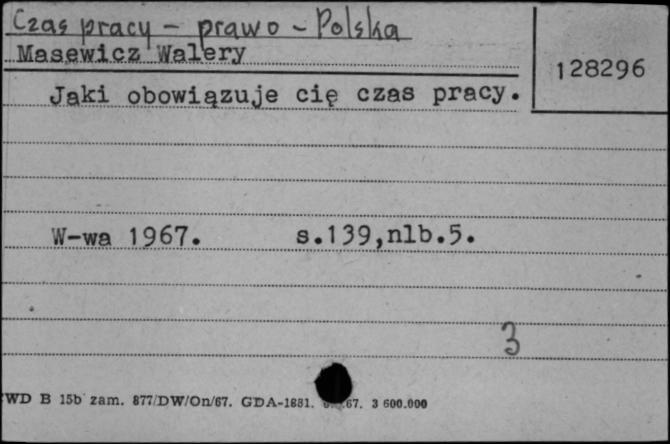 Czas pracy - prawo - Polska
Masewicz Walery
128296
Jaki obowiązuje cię czas pracy.
W-wa 1967. s.139,nlb.5.
3
WD B 15b zam. 877/DW/On/67. GDA-1881. 67. 3 600.000